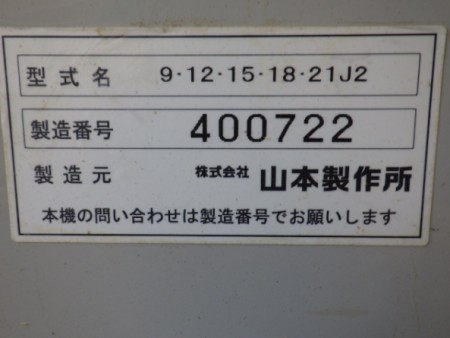 型式名 9·12·15·18·21J2
製造番号 400722
製造元 株式会社 山本製作所
本機の問い合わせは製造番号でお願いします